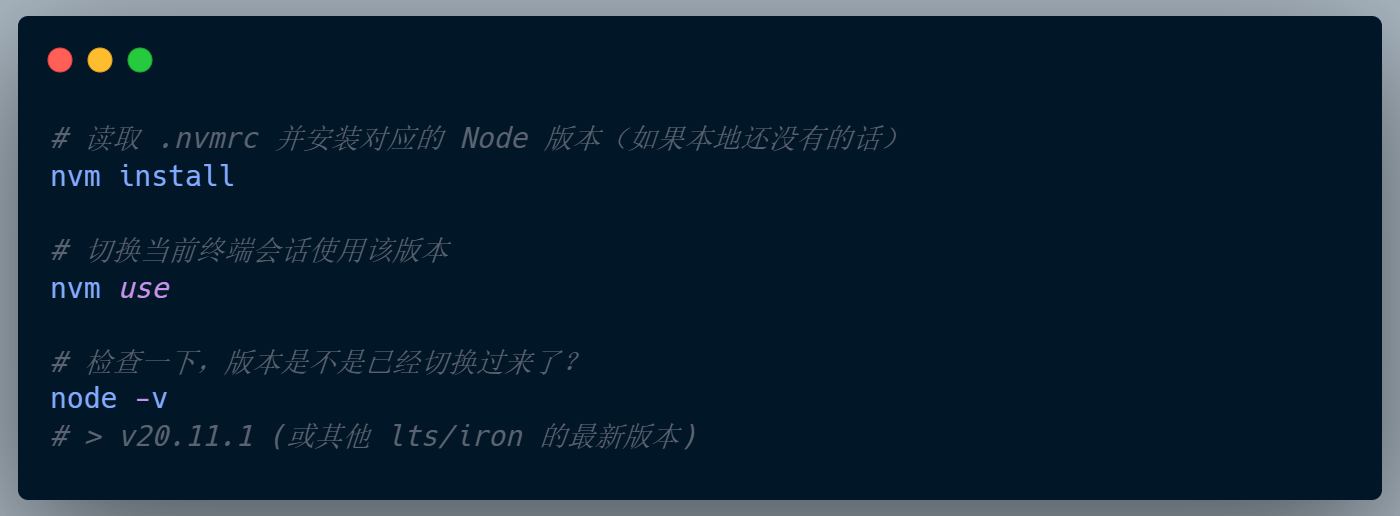 # 读取 .nvmrc 并安装对应的 Node 版本（如果本地还没有的话）
nvm install
# 切换当前终端会话使用该版本
nvm use
# 检查一下，版本是不是已经切换过来了？
node -v
# > v20.11.1 (或其他 lts/iron 的最新版本)